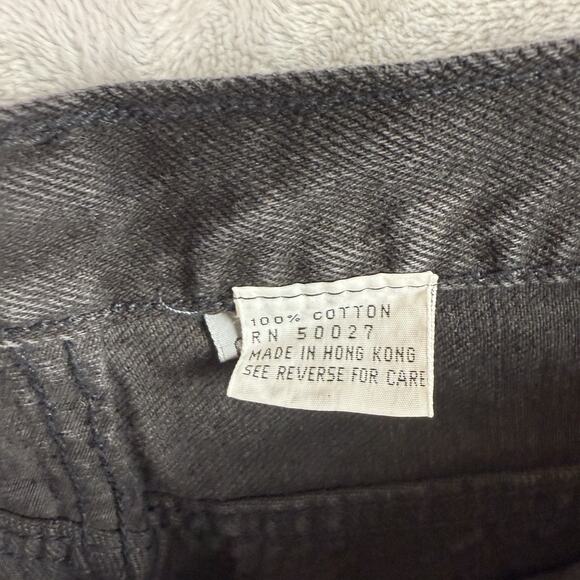 100% COTTON
RN 50027
MADE IN HONG KONG
SEE REVERSE FOR CARE